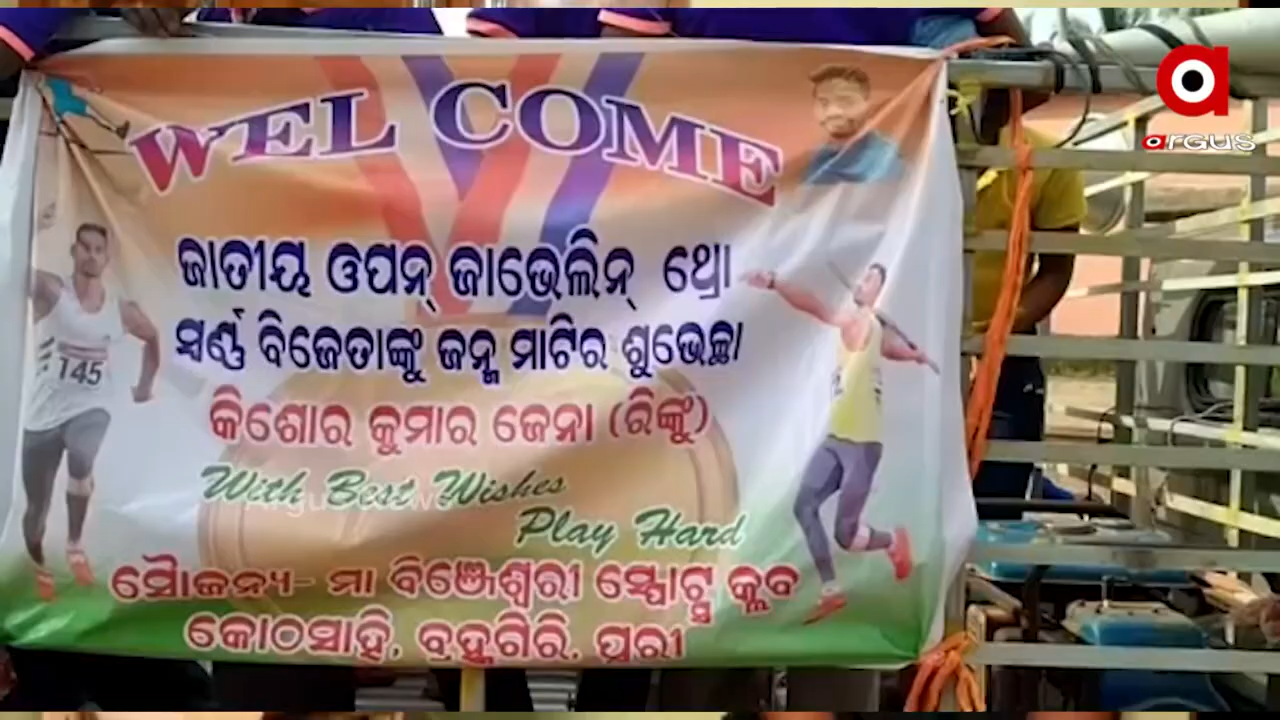 WEL COME
ଜାତୀୟ ଓପନ୍ ଜାଭେଲିନ୍ ଥ୍ରୋ
ସ୍ୱର୍ଣ୍ଣ ବିଜେତାଙ୍କୁ ଜନ୍ମ ମାଟିର ଶୁଭେଚ୍ଛା
କିଶୋର କୁମାର ଜେନା (ରିଙ୍କୁ)
With Best Wishes
Play Hard
ସୌଜନ୍ୟ- ମା ବିଞ୍ଜେଶ୍ୱରୀ ସ୍ପୋର୍ଟ୍ସ କ୍ଲବ
କୋଠସାହି, ବ୍ରହ୍ମଗିରି, ପୁରୀ
145
argus